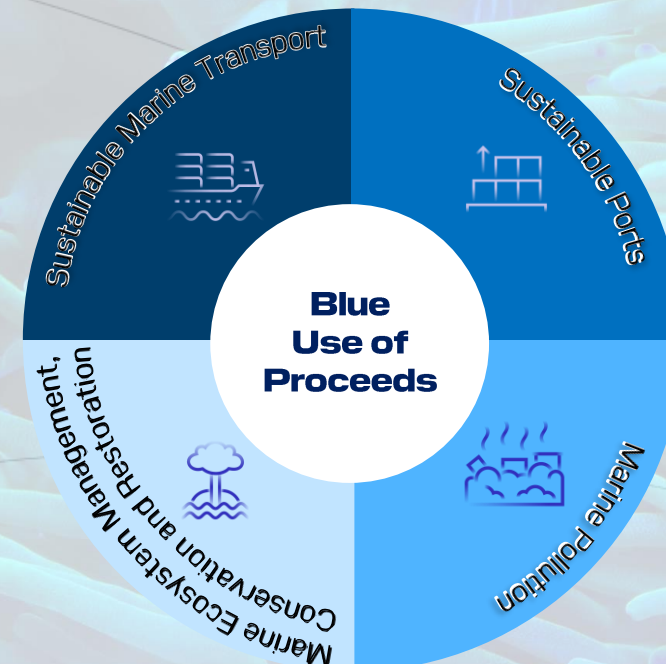 Sustainable Marine Transport
Sustainable Ports
Blue
Use of
Proceeds
Marine Ecosystem Management,
Conservation and Restoration
Marine Pollution